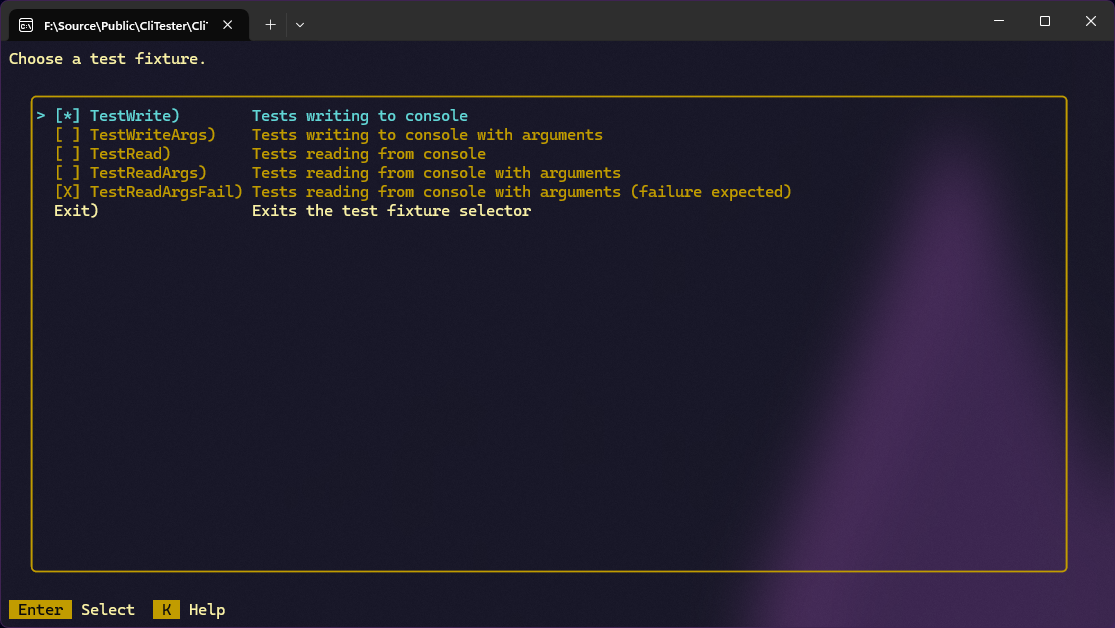 F:\Source\Public\CliTester\Cli
Choose a test fixture.
> [*] TestWrite) Tests writing to console
[ ] TestWriteArgs) Tests writing to console with arguments
[ ] TestRead) Tests reading from console
[ ] TestReadArgs) Tests reading from console with arguments
[X] TestReadArgsFail) Tests reading from console with arguments (failure expected)
Exit) Exits the test fixture selector
Enter Select K Help